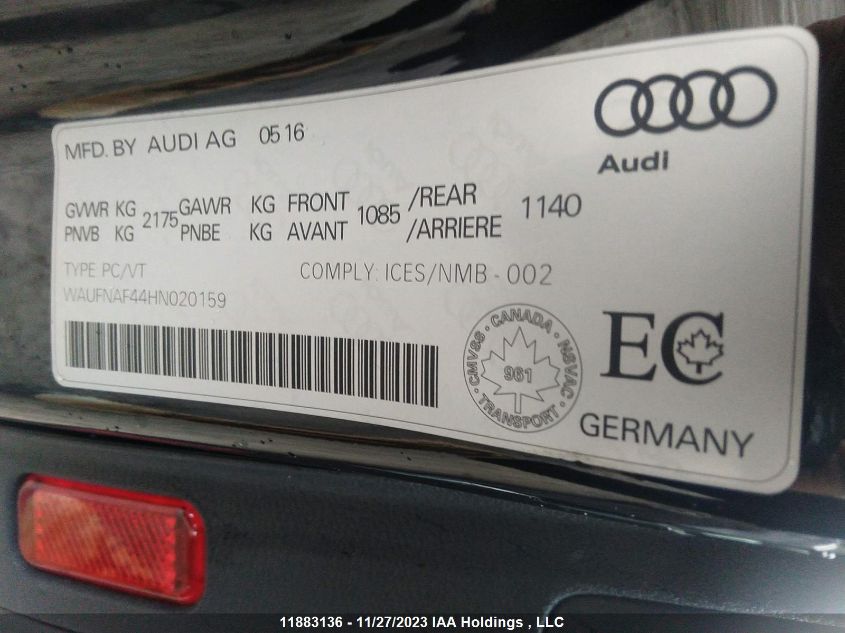 MFD. BY AUDI AG 05 16
Audi
GVWR KG 2175 GAWR KG FRONT 1085 /REAR 1140
PNVB KG PNBE KG AVANT /ARRIERE
TYPE PC/VT COMPLY: ICES/NMB - 002
WAUFNAF44HN020159
CANADA · NSVAC · TRANSPORT · CMVSS ·
961
EC
GERMANY
11883136 - 11/27/2023 IAA Holdings , LLC